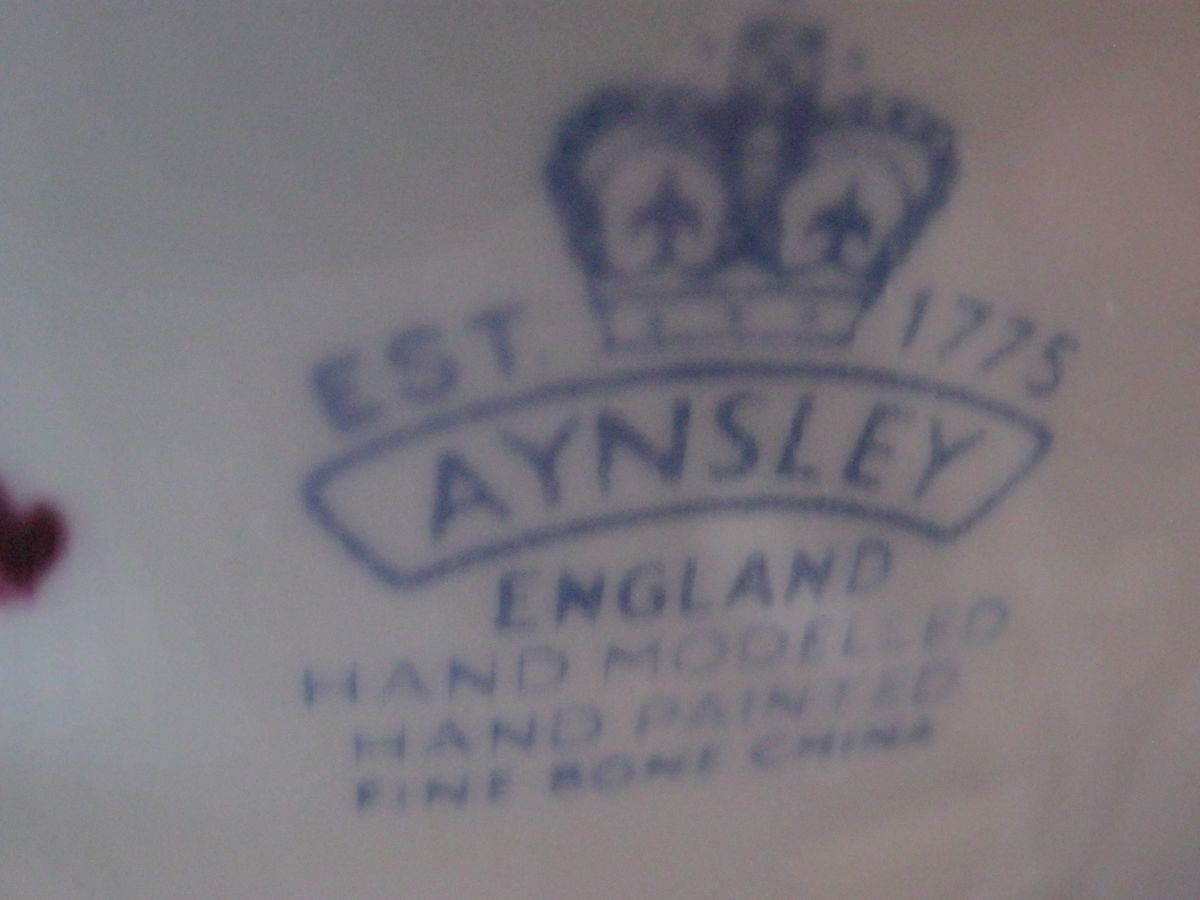 EST. 1775
AYNSLEY
ENGLAND
HAND MODELLED
HAND PAINTED
FINE BONE CHINA